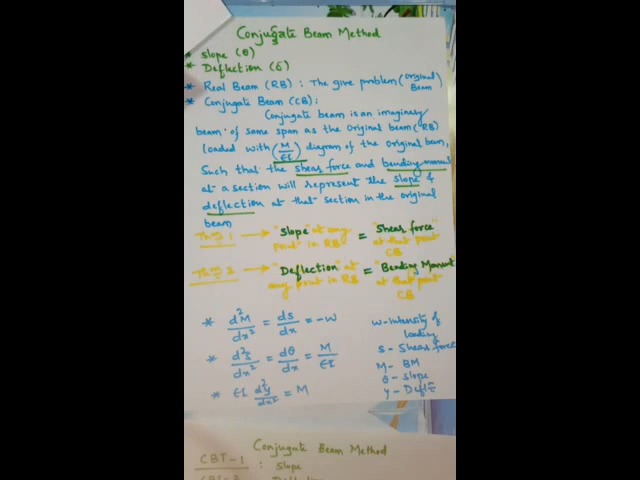 Conjugate Beam Method
* Slope (θ)
* Deflection (δ)
* Real Beam (RB) : The give problem (original Beam)
* Conjugate Beam (CB):
Conjugate beam is an imaginary
beam of same span as the original beam (RB)
loaded with (M/EI) diagram of the original beam,
Such that the shear force and bending moment
at a section will represent the slope &
deflection at that section in the original
beam
Thm 1 → "Slope" at any point in RB = "Shear force" at that point CB
Thm 2 → "Deflection" at any point in RB = "Bending Moment" at that point CB
* d²M/dx² = ds/dx = -w
w - intensity of loading
* d²y/dx² = dθ/dx = M/EI
S - Shear force
M - BM
θ - slope
* EI d²y/dx² = M
y - Defln
Conjugate Beam Method
CBT-1 : Slope